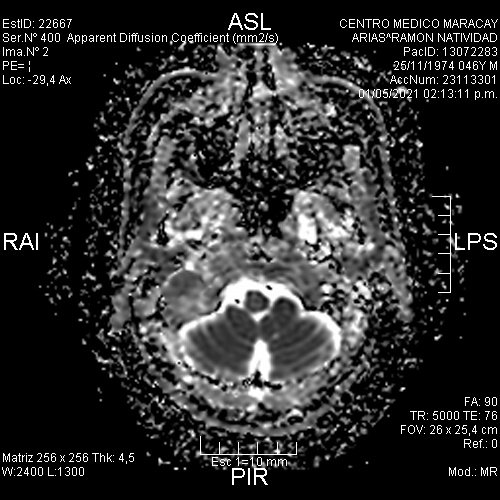 EstID: 22667
Ser.Nº 400 Apparent Diffusion Coefficient (mm2/s)
Ima.Nº 2
PE= ¦
Loc: -29,4 Ax
ASL
CENTRO MEDICO MARACAY
ARIAS^RAMON NATIVIDAD
PacID: 13072283
25/11/1974 046Y M
AccNum: 23113301
01/05/2021 02:13:11 p.m.
RAI
LPS
FA: 90
TR: 5000 TE: 76
FOV: 26 x 25,4 cm
Ref.: 0
Mod.: MR
Matriz 256 x 256 Thk: 4,5
W:2400 L:1300
Esc 1=10 mm
PIR